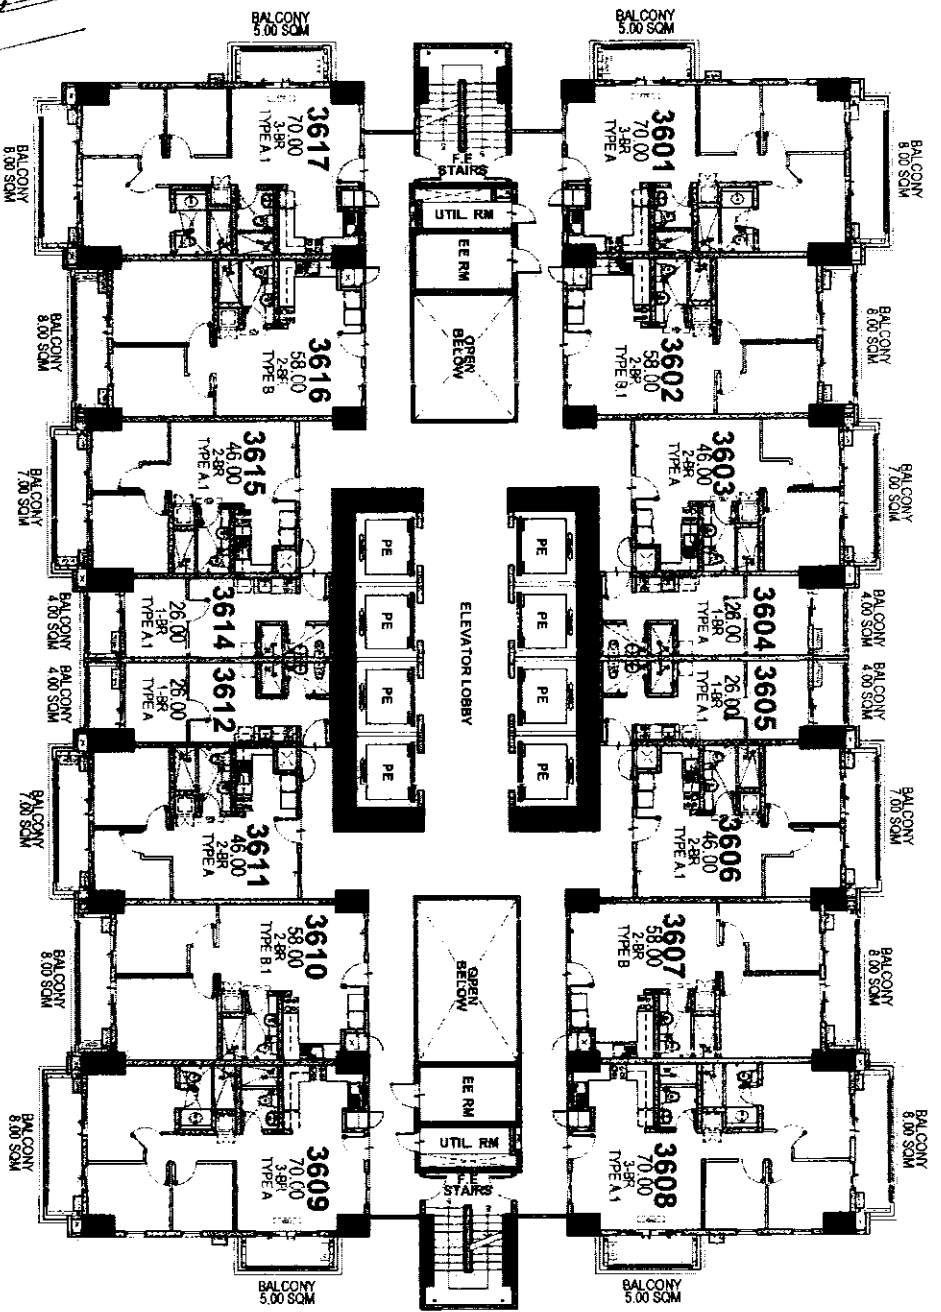 BALCONY
5.00 SQM
BALCONY
5.00 SQM
BALCONY
8.00 SQM
3617
70.00
3-BR
TYPE A.1
F.E
STAIRS
UTIL. RM
EE RM
OPEN
BELOW
3601
70.00
3-BR
TYPE A
BALCONY
8.00 SQM
BALCONY
8.00 SQM
3616
58.00
2-BR
TYPE B
3602
58.00
2-BR
TYPE B.1
BALCONY
8.00 SQM
BALCONY
7.00 SQM
3615
46.00
2-BR
TYPE A.1
3603
46.00
2-BR
TYPE A
BALCONY
7.00 SQM
PE
PE
PE
PE
ELEVATOR LOBBY
PE
PE
PE
PE
BALCONY
4.00 SQM
3614
26.00
1-BR
TYPE A.1
3604
26.00
1-BR
TYPE A
BALCONY
4.00 SQM
BALCONY
4.00 SQM
3612
26.00
1-BR
TYPE A
3605
26.00
1-BR
TYPE A.1
BALCONY
4.00 SQM
BALCONY
7.00 SQM
3611
46.00
2-BR
TYPE A
3606
46.00
2-BR
TYPE A.1
BALCONY
7.00 SQM
BALCONY
8.00 SQM
3610
58.00
2-BR
TYPE B.1
OPEN
BELOW
3607
58.00
2-BR
TYPE B
BALCONY
8.00 SQM
BALCONY
8.00 SQM
3609
70.00
3-BR
TYPE A
EE RM
UTIL. RM
F.E
STAIRS
3608
70.00
3-BR
TYPE A.1
BALCONY
8.00 SQM
BALCONY
5.00 SQM
BALCONY
5.00 SQM